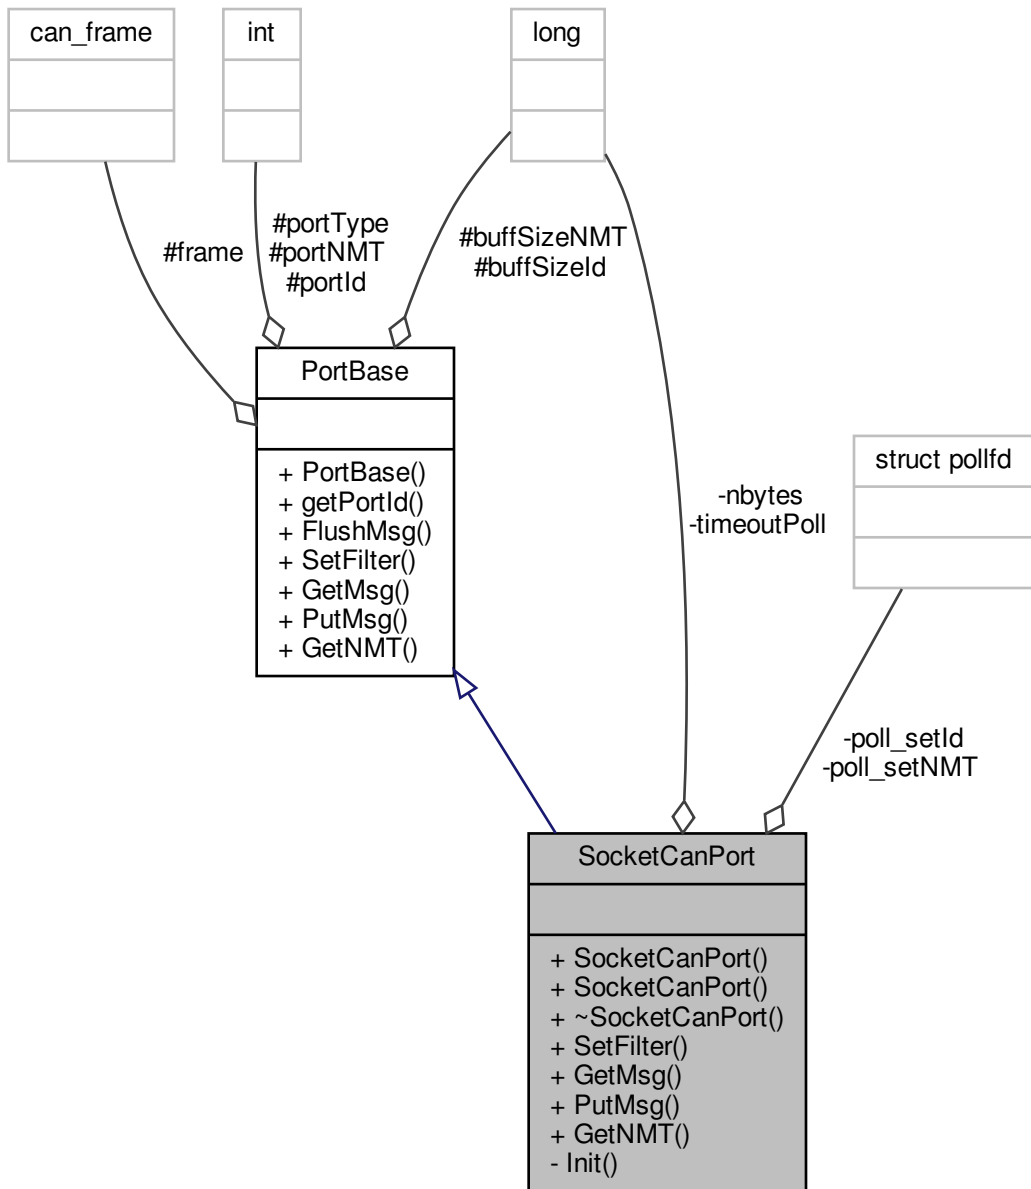 can_frame
int
long
#frame
#portType
#portNMT
#portId
#buffSizeNMT
#buffSizeId
PortBase
+ PortBase()
+ getPortId()
+ FlushMsg()
+ SetFilter()
+ GetMsg()
+ PutMsg()
+ GetNMT()
struct pollfd
-nbytes
-timeoutPoll
-poll_setId
-poll_setNMT
SocketCanPort
+ SocketCanPort()
+ SocketCanPort()
+ ~SocketCanPort()
+ SetFilter()
+ GetMsg()
+ PutMsg()
+ GetNMT()
- Init()